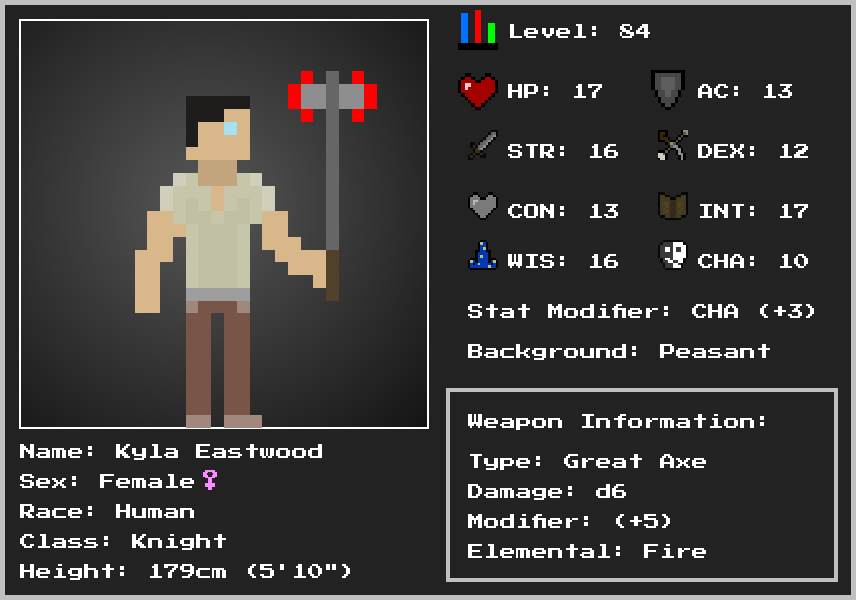 Level: 84
HP: 17
AC: 13
STR: 16
DEX: 12
CON: 13
INT: 17
WIS: 16
CHA: 10
Stat Modifier: CHA (+3)
Background: Peasant
Weapon Information:
Type: Great Axe
Damage: d6
Modifier: (+5)
Elemental: Fire
Name: Kyla Eastwood
Sex: Female♀
Race: Human
Class: Knight
Height: 179cm (5'10")